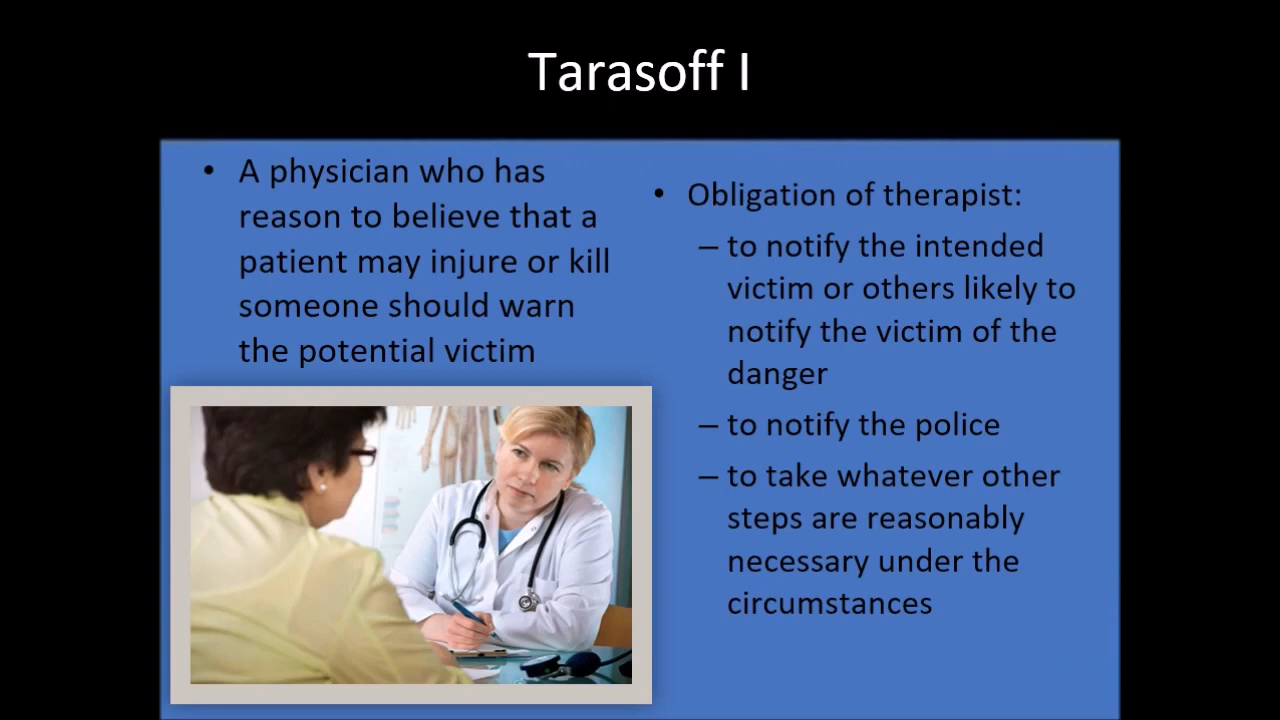 Tarasoff I
• A physician who has
reason to believe that a
patient may injure or kill
someone should warn
the potential victim
• Obligation of therapist:
– to notify the intended
victim or others likely to
notify the victim of the
danger
– to notify the police
– to take whatever other
steps are reasonably
necessary under the
circumstances